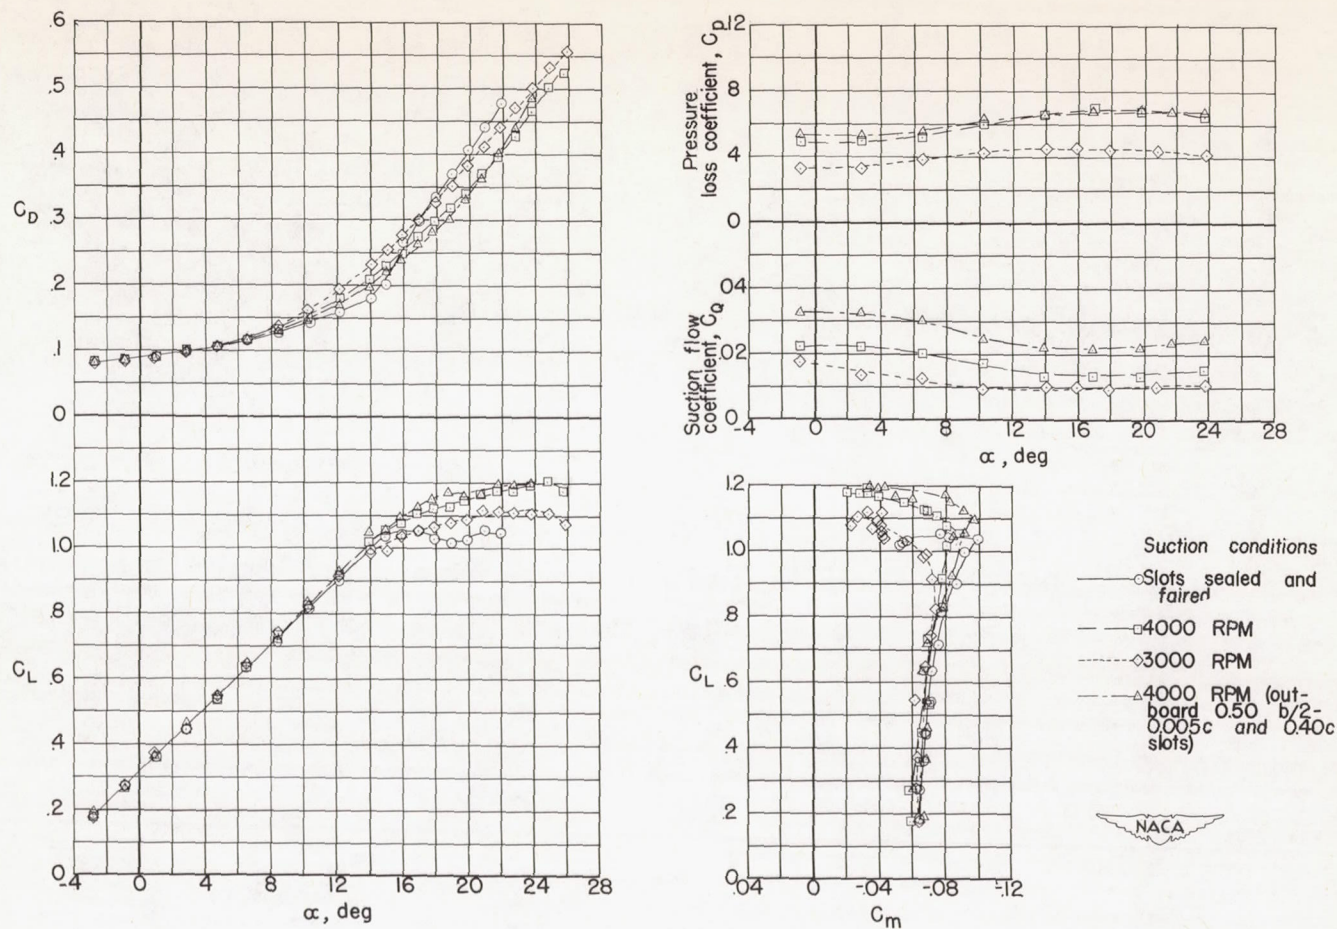 .6
.5
.4
C_D
.3
.2
.1
0
1.2
1.0
.8
C_L
.6
.4
.2
0
-4 0 4 8 12 16 20 24 28
α, deg
Pressure loss coefficient, C_p
12
8
4
0
Suction flow coefficient, C_Q
04
.02
0
-4 0 4 8 12 16 20 24 28
α, deg
1.2
1.0
.8
C_L
.6
.4
.2
0
.04 0 -.04 -.08 -.12
C_m
Suction conditions
Slots sealed and
faired
4000 RPM
3000 RPM
4000 RPM (out-
board 0.50 b/2-
0.005c and 0.40c
slots)
NACA